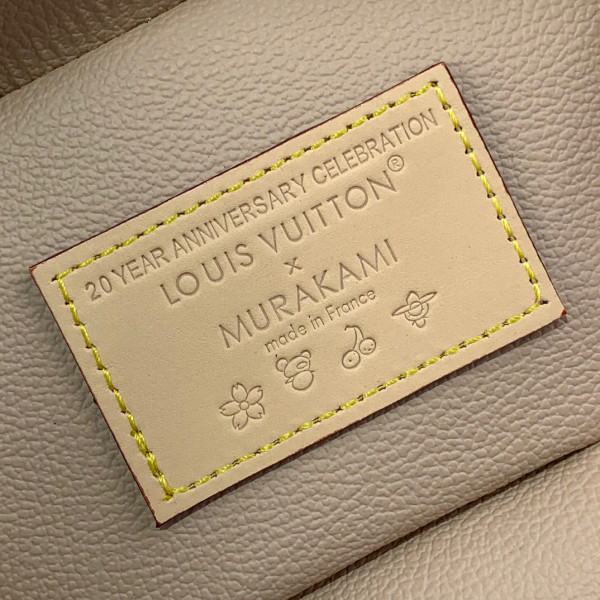 20 YEAR ANNIVERSARY CELEBRATION
LOUIS VUITTON®
x
MURAKAMI
made in France